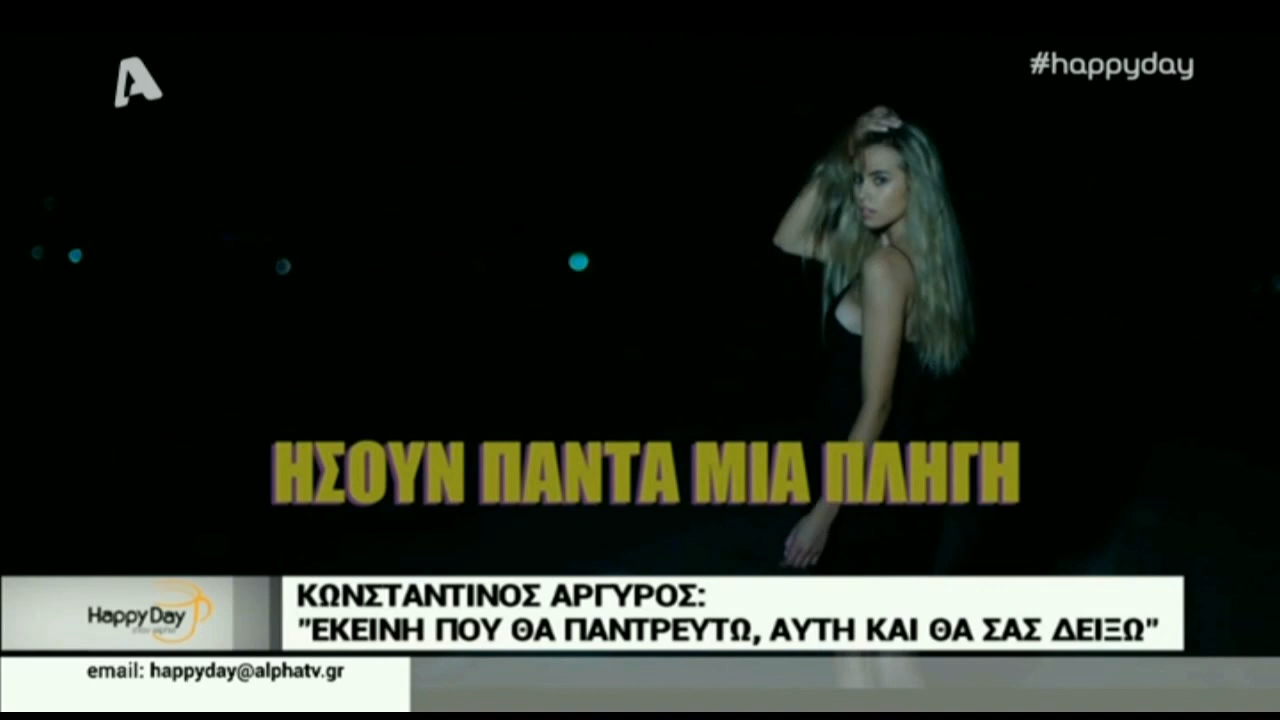 A
#happyday
ΗΣΟΥΝ ΠΑΝΤΑ ΜΙΑ ΠΛΗΓΗ
ΚΩΝΣΤΑΝΤΙΝΟΣ ΑΡΓΥΡΟΣ:
"ΕΚΕΙΝΗ ΠΟΥ ΘΑ ΠΑΝΤΡΕΥΤΩ, ΑΥΤΗ ΚΑΙ ΘΑ ΣΑΣ ΔΕΙΞΩ"
Happy Day
email: happyday@alphatv.gr